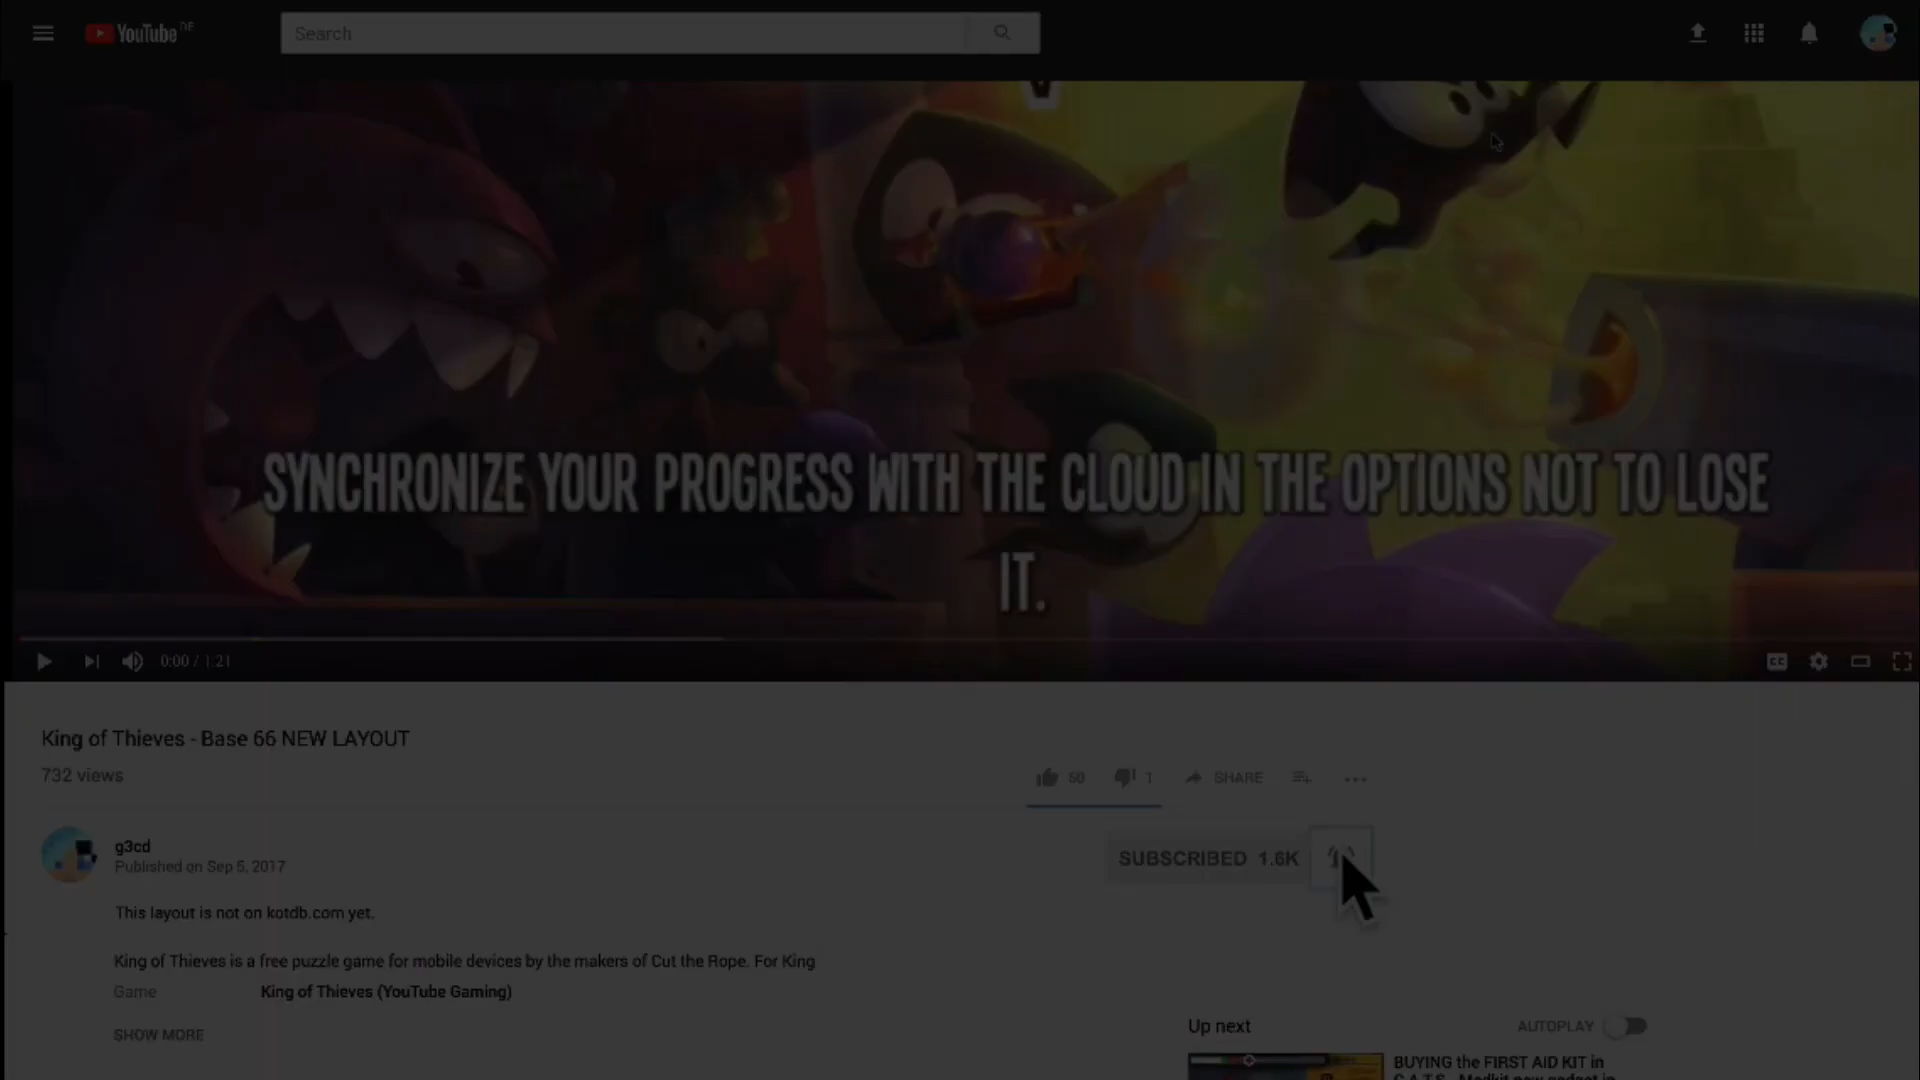 YouTube DE
Search
SYNCHRONIZE YOUR PROGRESS WITH THE CLOUD IN THE OPTIONS NOT TO LOSE
IT.
0:00 / 1:21
CC
King of Thieves - Base 66 NEW LAYOUT
732 views
50
1
SHARE
g3cd
Published on Sep 5, 2017
SUBSCRIBED 1.6K
This layout is not on kotdb.com yet.
King of Thieves is a free puzzle game for mobile devices by the makers of Cut the Rope. For King
Game
King of Thieves (YouTube Gaming)
SHOW MORE
Up next
AUTOPLAY
BUYING the FIRST AID KIT in